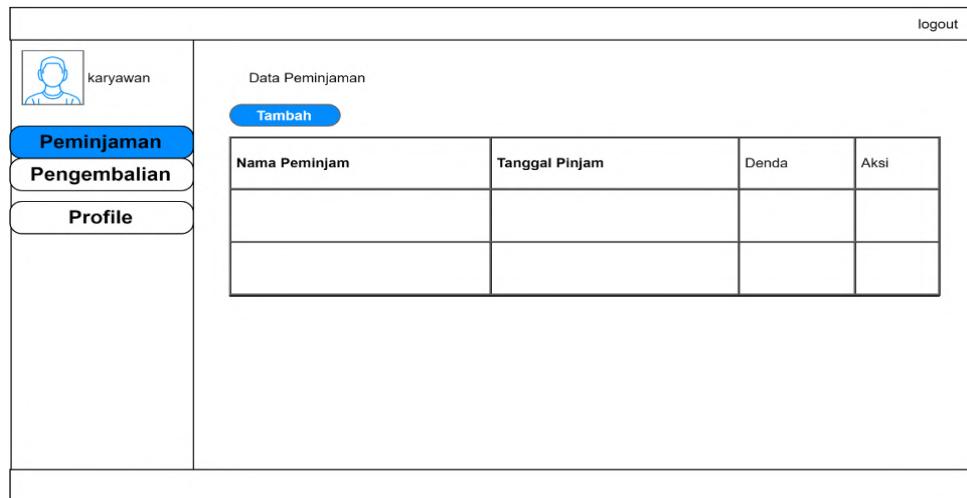 logout
karyawan
Data Peminjaman
Tambah
Peminjaman
Pengembalian
Profile
Nama Peminjam Tanggal Pinjam Denda Aksi